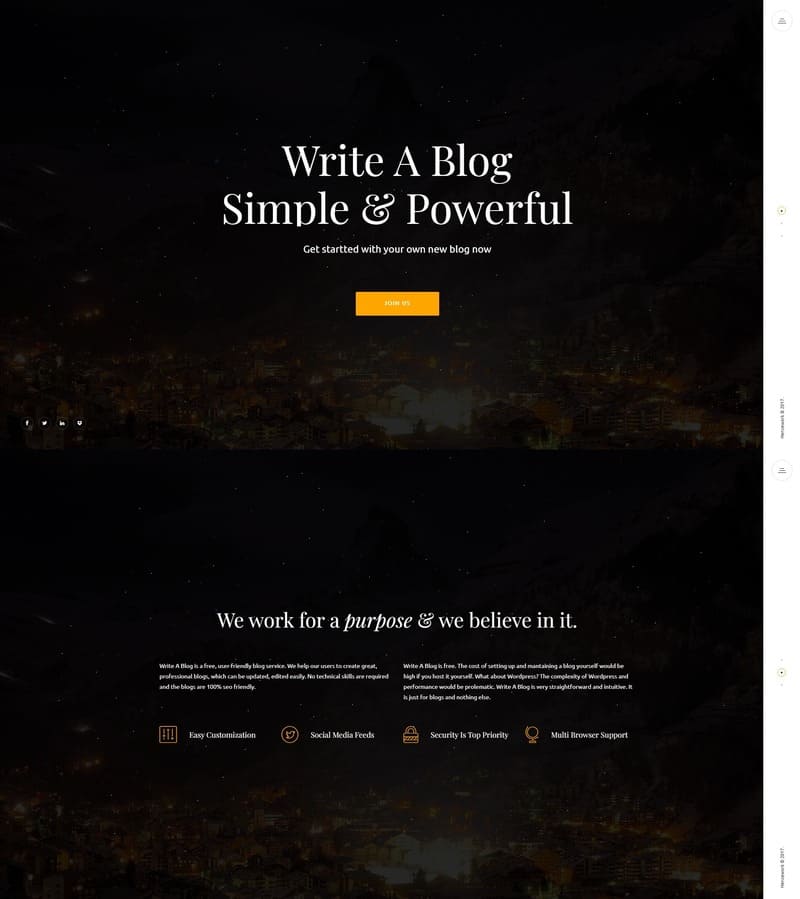 Write A Blog
Simple & Powerful
Get startted with your own new blog now
JOIN US
Heroswork © 2017.
We work for a purpose & we believe in it.
Write A Blog is a free, user-friendly blog service. We help our users to create great,
professional blogs, which can be updated, edited easily. No technical skills are required
and the blogs are 100% seo friendly.
Write A Blog is free. The cost of setting up and mantaining a blog yourself would be
high if you host it yourself. What about Wordpress? The complexity of Wordpress and
performance would be prolematic. Write A Blog is very straightforward and intuitive. It
is just for blogs and nothing else.
Easy Customization
Social Media Feeds
Security Is Top Priority
Multi Browser Support
Heroswork © 2017.